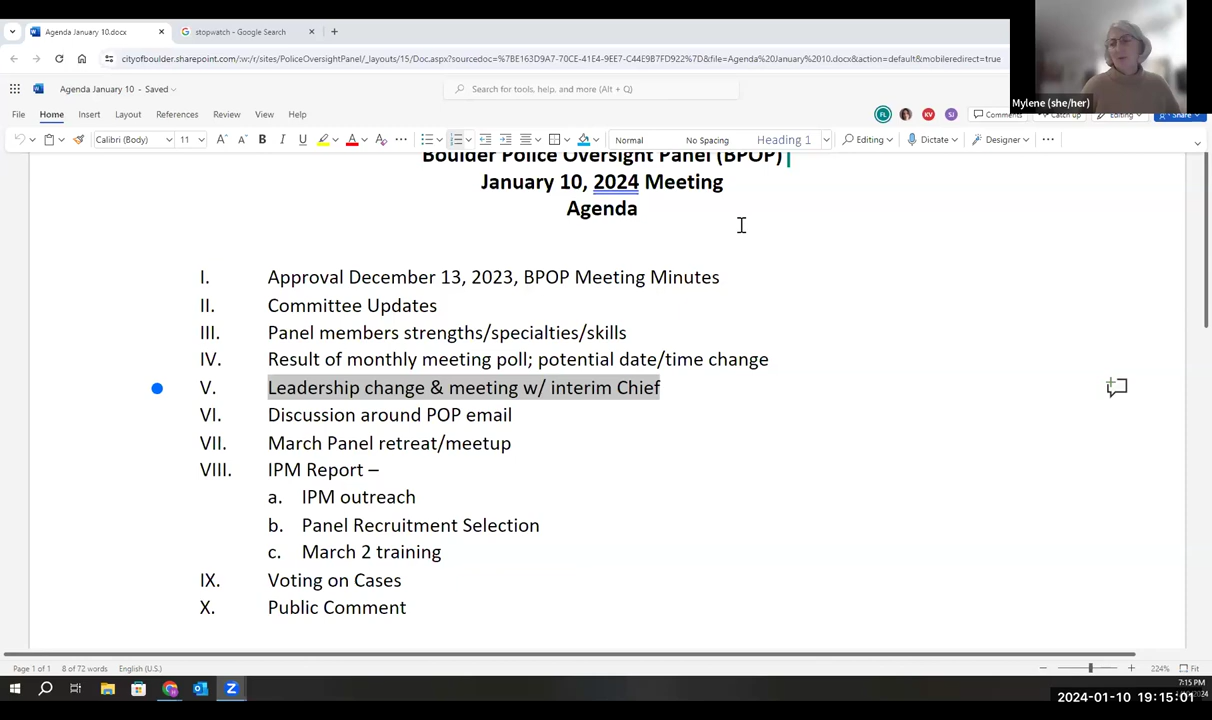 Agenda January 10.docx
stopwatch - Google Search
cityofboulder.sharepoint.com/:w:/r/sites/PoliceOversightPanel/_layouts/15/Doc.aspx?sourcedoc=%7BE163D9A7-70CE-41E4-9EE7-C44E9B7FD922%7D&file=Agenda%20January%2010.docx&action=default&mobileredirect=true
Mylene (she/her)
Agenda January 10 - Saved
Search for tools, help, and more (Alt + Q)
File Home Insert Layout References Review View Help
KV SJ Comments Catch up Editing Share
Calibri (Body) 11 B I U A Normal No Spacing Heading 1 Editing Dictate Designer
Boulder Police Oversight Panel (BPOP)
January 10, 2024 Meeting
Agenda
I. Approval December 13, 2023, BPOP Meeting Minutes
II. Committee Updates
III. Panel members strengths/specialties/skills
IV. Result of monthly meeting poll; potential date/time change
V. Leadership change & meeting w/ interim Chief
VI. Discussion around POP email
VII. March Panel retreat/meetup
VIII. IPM Report –
a. IPM outreach
b. Panel Recruitment Selection
c. March 2 training
IX. Voting on Cases
X. Public Comment
Page 1 of 1 8 of 72 words English (U.S.) 224% Fit
7:15 PM
2024-01-10 19:15:01